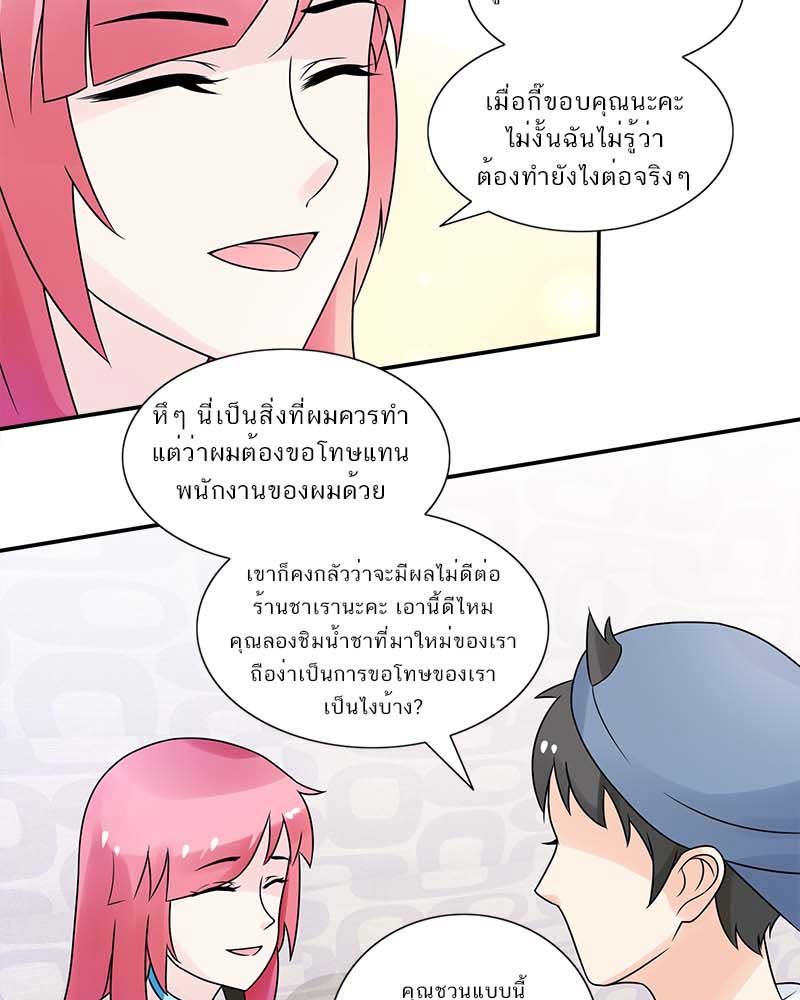 เมื่อกี๊ขอบคุณนะคะ
ไม่งั้นฉันไม่รู้ว่า
ต้องทำยังไงต่อจริงๆ
หึๆ นี่เป็นสิ่งที่ผมควรทำ
แต่ว่าผมต้องขอโทษแทน
พนักงานของผมด้วย
เขาก็คงกลัวว่าจะมีผลไม่ดีต่อ
ร้านชาเรานะคะ เอานี้ดีไหม
คุณลองชิมน้ำชาที่มาใหม่ของเรา
ถือง่าเป็นการขอโทษของเรา
เป็นไงบ้าง?
คุณชวนแบบนี้